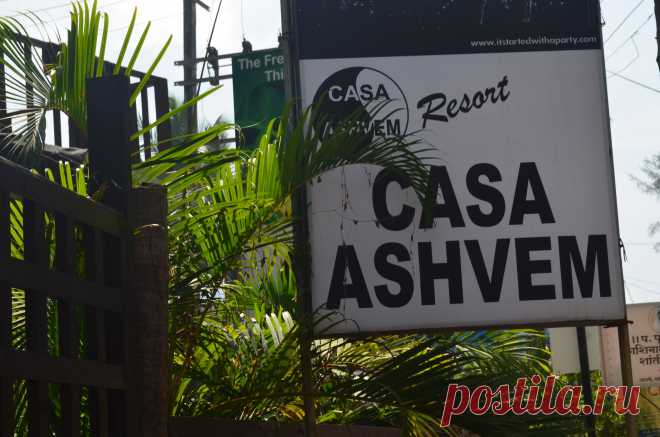 www.itstartedwithaparty.com
The Fre
Thi
CASA
ASHVEM
Resort
CASA
ASHVEM
॥ प. पू
शांती
postila.ru